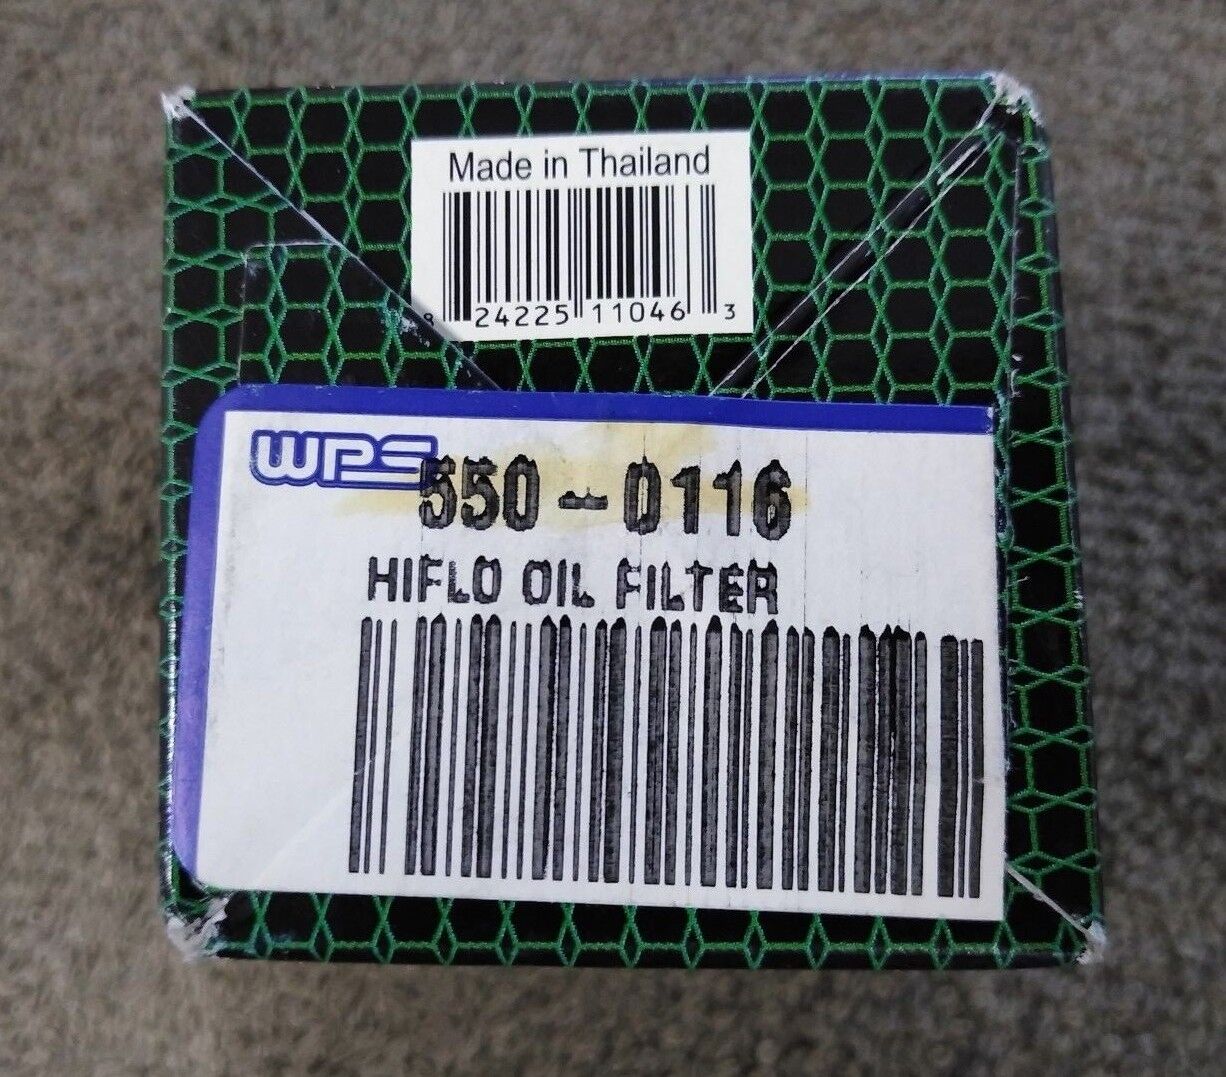 Made in Thailand
8 24225 11046 3
WPS 550-0116
HIFLO OIL FILTER